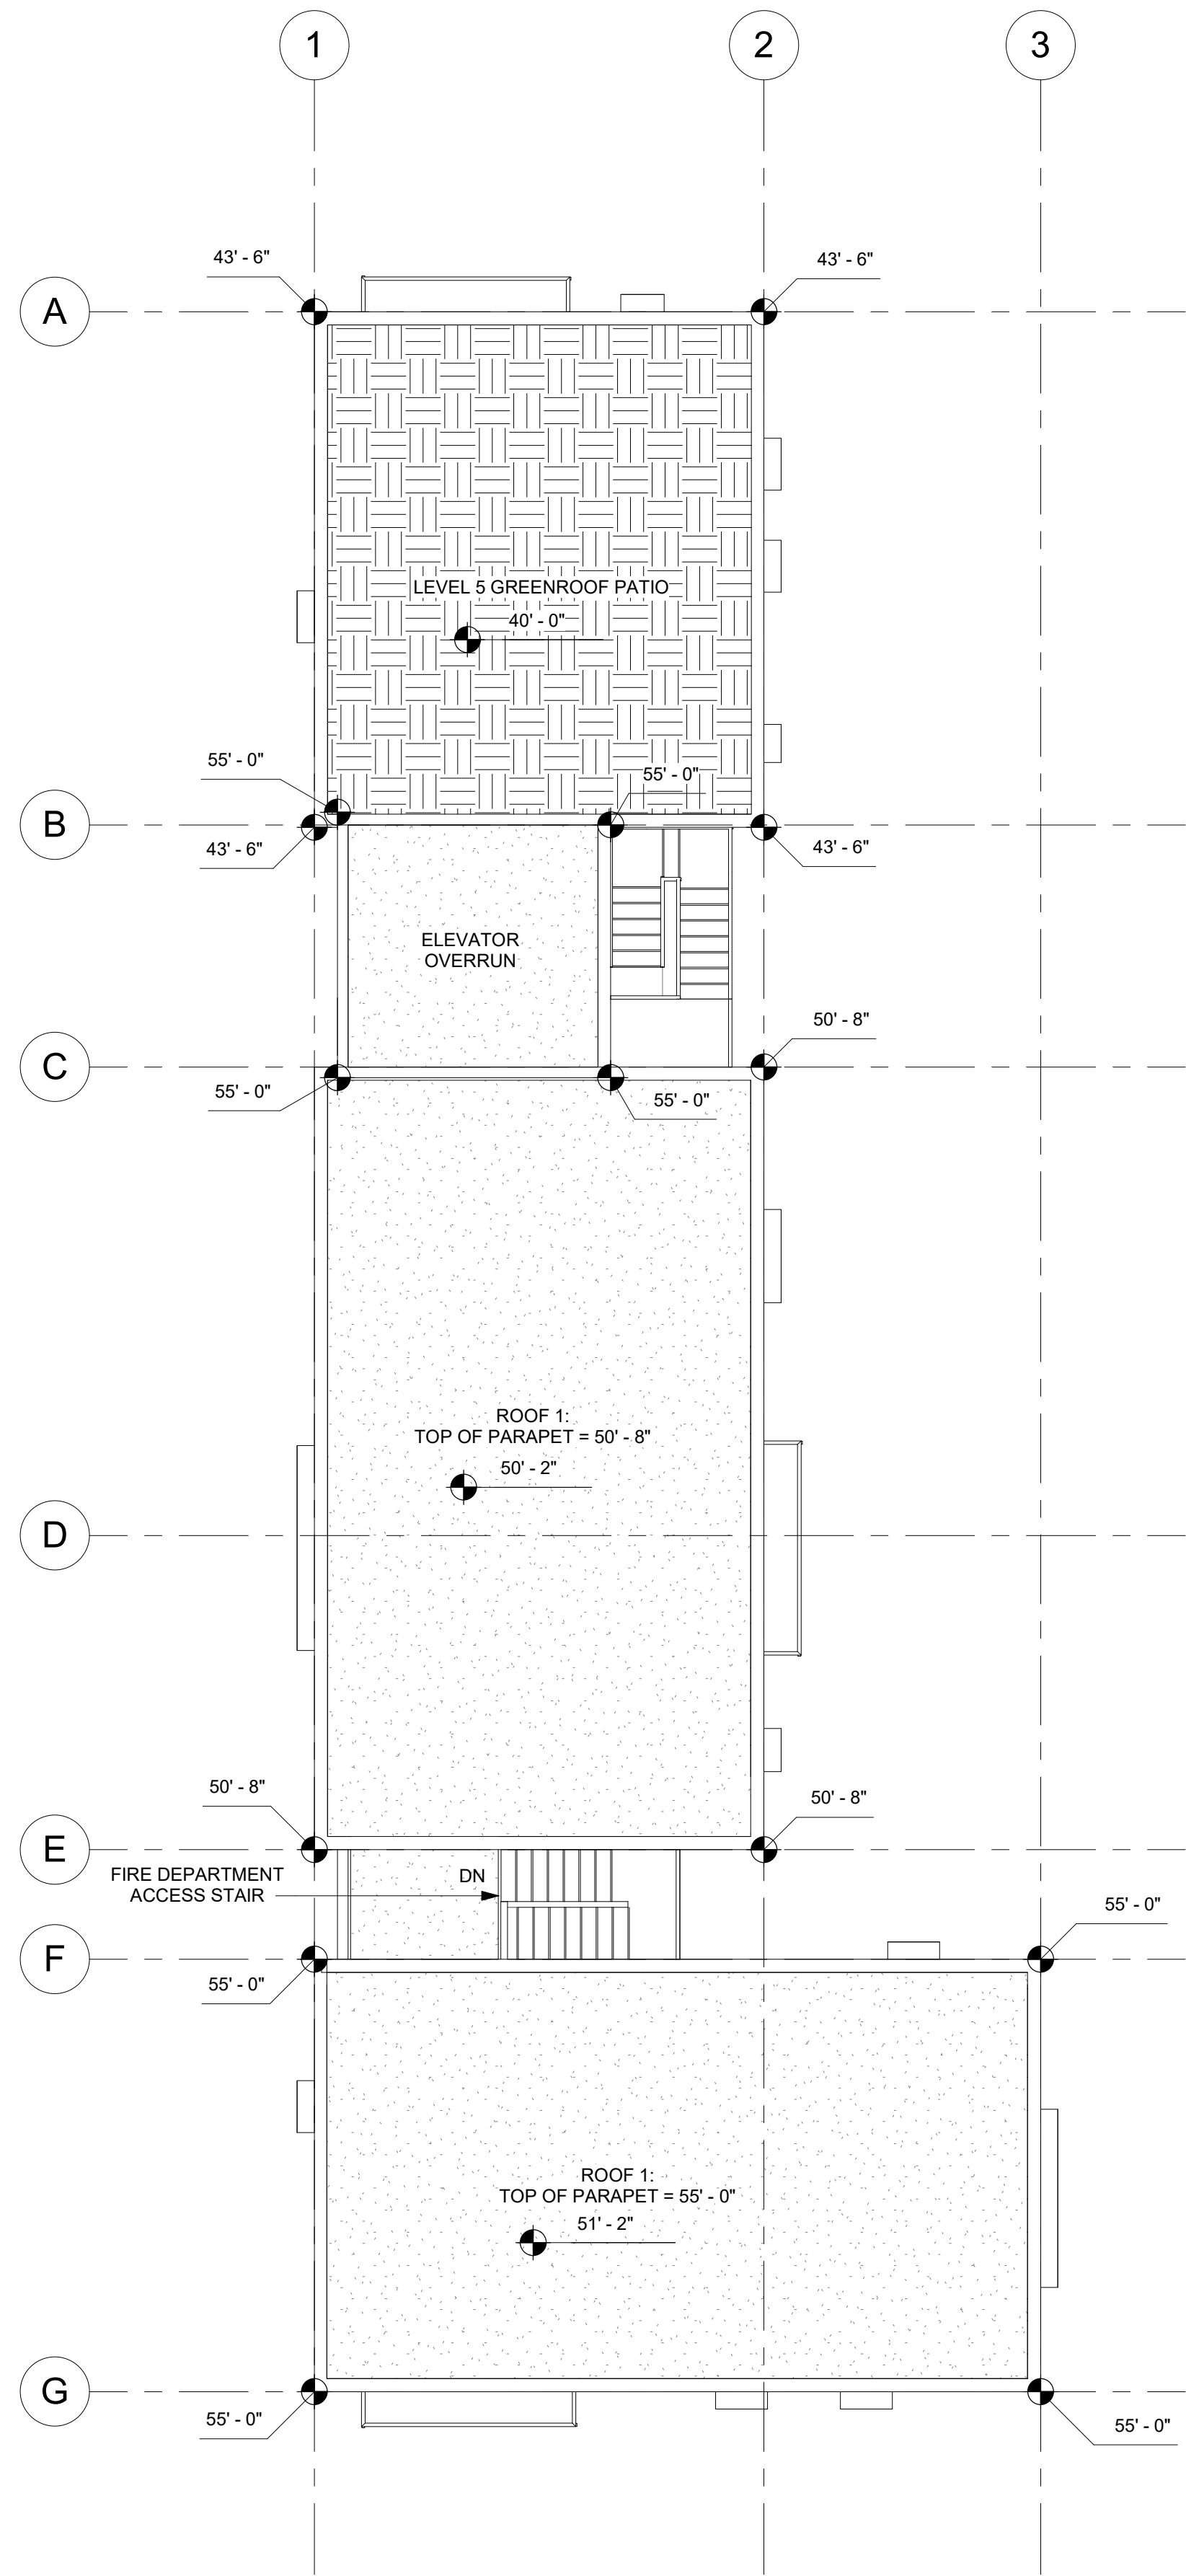 1
2
3
43' - 6"
43' - 6"
A
LEVEL 5 GREENROOF PATIO
40' - 0"
55' - 0"
55' - 0"
B
43' - 6"
43' - 6"
ELEVATOR
OVERRUN
50' - 8"
C
55' - 0"
55' - 0"
ROOF 1:
TOP OF PARAPET = 50' - 8"
50' - 2"
D
50' - 8"
50' - 8"
E
FIRE DEPARTMENT
ACCESS STAIR
DN
55' - 0"
F
55' - 0"
ROOF 1:
TOP OF PARAPET = 55' - 0"
51' - 2"
G
55' - 0"
55' - 0"